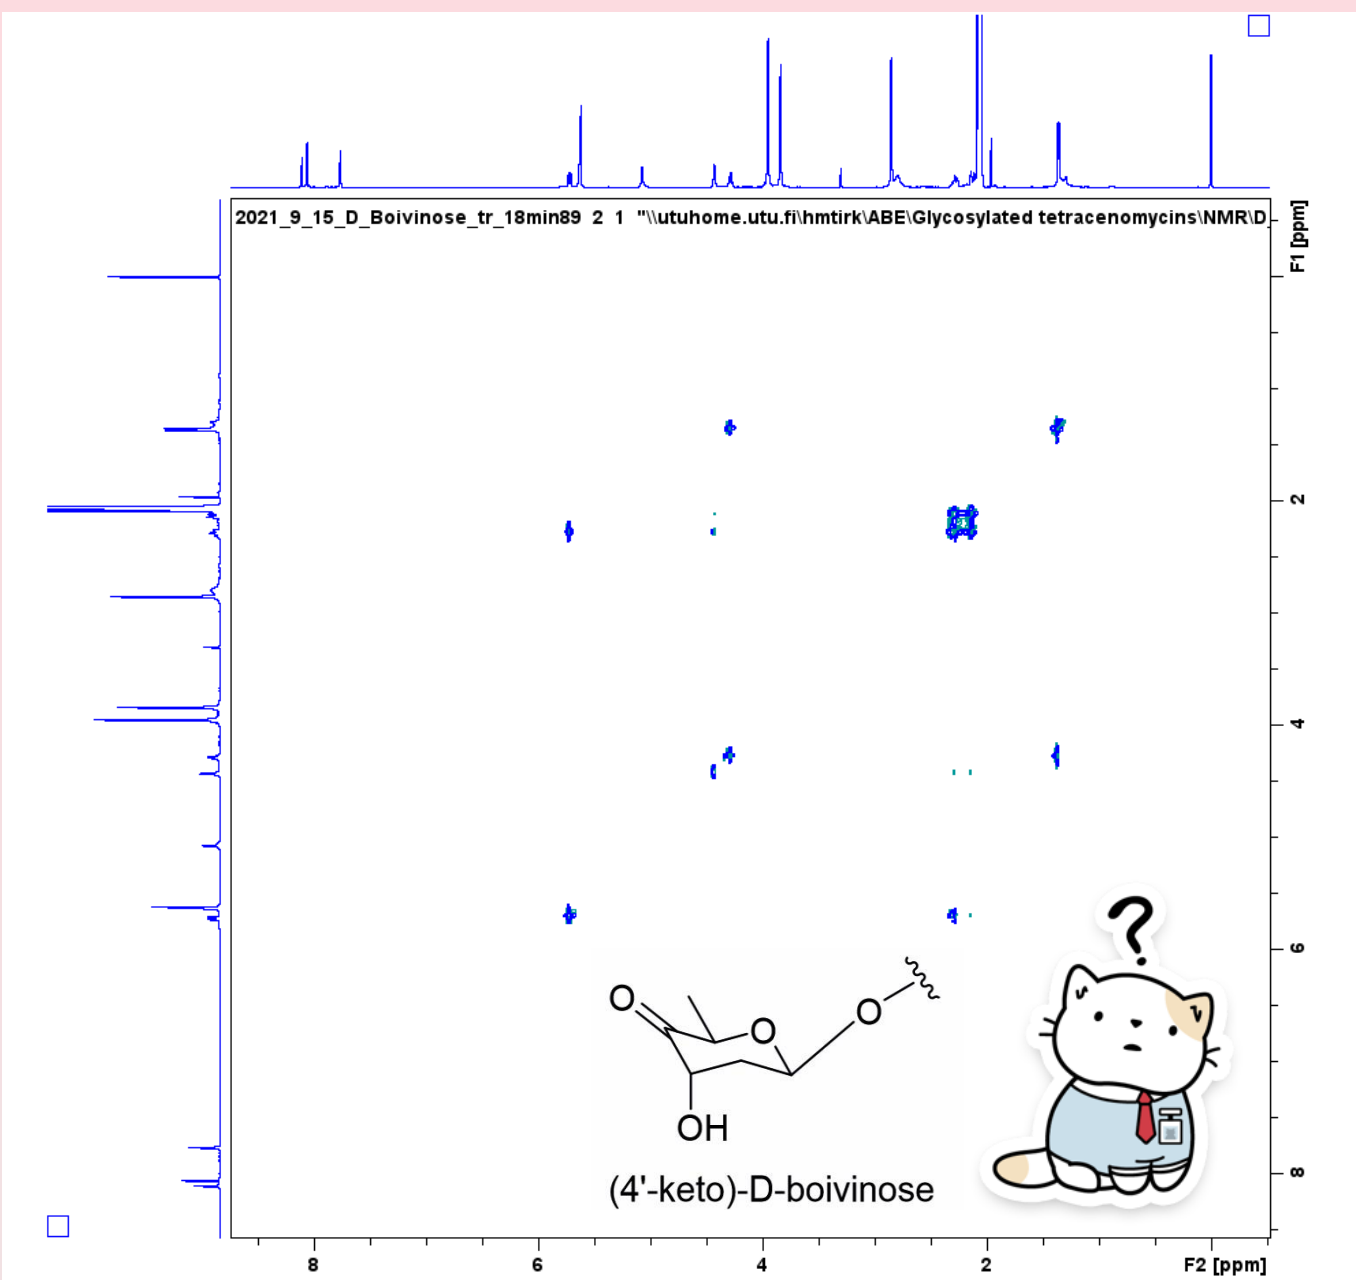 2021_9_15_D_Boivinose_tr_18min89 2 1 "\\utuhome.utu.fi\hmtirk\ABE\Glycosylated tetracenomycins\NMR\D
F1 [ppm]
2
4
6
8
?
O
O
O
OH
(4'-keto)-D-boivinose
8
6
4
2
F2 [ppm]